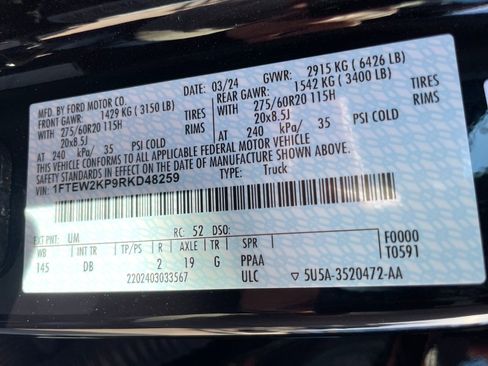 MFD. BY FORD MOTOR CO.
DATE: 03/24 GVWR: 2915 KG ( 6426 LB)
FRONT GAWR: 1429 KG ( 3150 LB) REAR GAWR: 1542 KG ( 3400 LB)
275/60R20 115H TIRES 275/60R20 115H TIRES
20x8.5J RIMS 20x8.5J RIMS
AT 240 kPa/ 35 PSI COLD AT 240 kPa/ 35 PSI COLD
THIS VEHICLE CONFORMS TO ALL APPLICABLE FEDERAL MOTOR VEHICLE
SAFETY STANDARDS IN EFFECT ON THE DATE OF MANUFACTURE SHOWN ABOVE.
1FTEW2KP9RKD48259 TYPE: Truck
EXT PNT: UM RC: 52 DSO:
WB INT TR TP/PS R AXLE TR SPR F0000
145 DB 2 19 G PPAA T0591
2202403033567 ULC 5U5A-3520472-AA